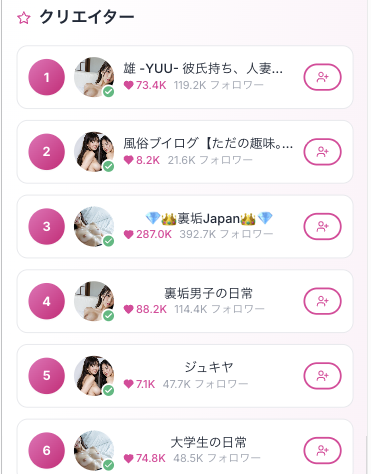 クリエイター
1
雄 -YUU- 彼氏持ち、人妻...
73.4K 119.2K フォロワー
2
風俗ブイログ【ただの趣味。...
8.2K 21.6K フォロワー
3
💎👑裏垢Japan👑💎
287.0K 392.7K フォロワー
4
裏垢男子の日常
88.2K 114.4K フォロワー
5
ジュキヤ
7.1K 47.7K フォロワー
6
大学生の日常
74.8K 48.5K フォロワー